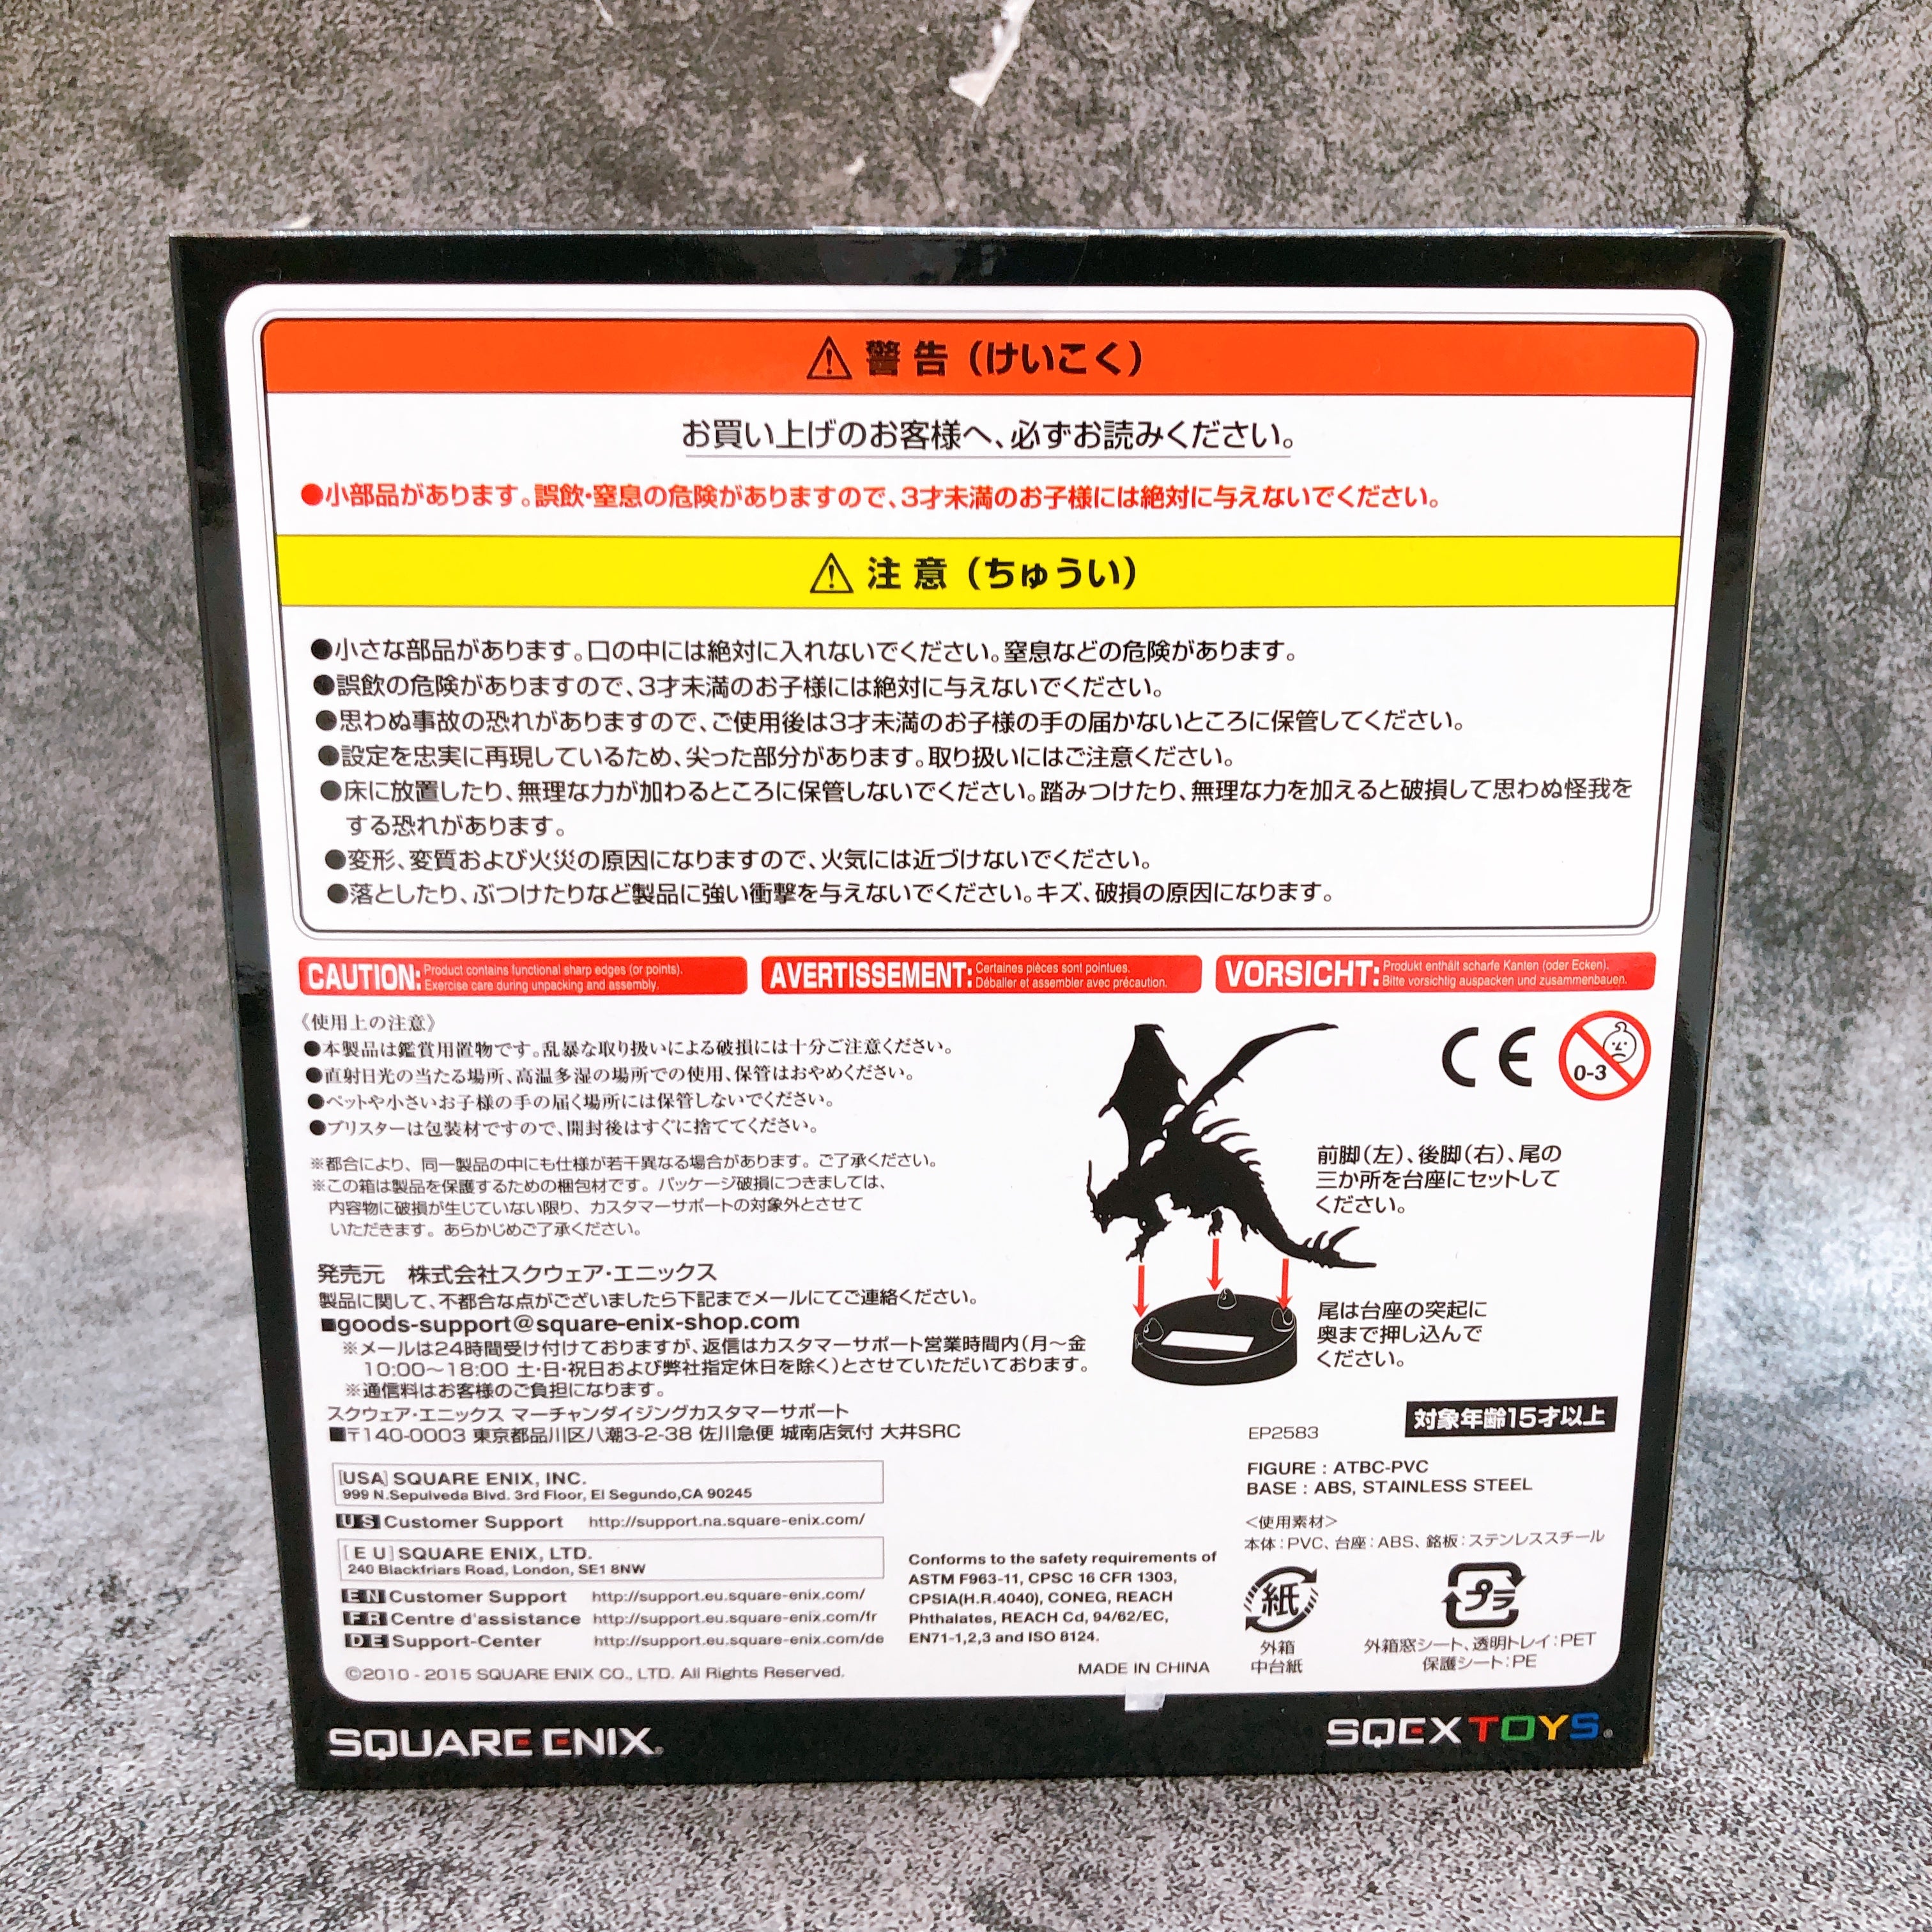 警告（けいこく）
お買い上げのお客様へ、必ずお読みください。
●小部品があります。誤飲・窒息の危険がありますので、3才未満のお子様には絶対に与えないでください。
注意（ちゅうい）
●小さな部品があります。口の中には絶対に入れないでください。窒息などの危険があります。
●誤飲の危険がありますので、3才未満のお子様には絶対に与えないでください。
●思わぬ事故の恐れがありますので、ご使用後は3才未満のお子様の手の届かないところに保管してください。
●設定を忠実に再現しているため、尖った部分があります。取り扱いにはご注意ください。
●床に放置したり、無理な力が加わるところに保管しないでください。踏みつけたり、無理な力を加えると破損して思わぬ怪我を
する恐れがあります。
●変形、変質および火災の原因になりますので、火気には近づけないでください。
●落としたり、ぶつけたりなど製品に強い衝撃を与えないでください。キズ、破損の原因になります。
CAUTION: Product contains functional sharp edges (or points).
Exercise care during unpacking and assembly.
AVERTISSEMENT: Certaines pièces sont pointues.
Déballer et assembler avec précaution.
VORSICHT: Produkt enthält scharfe Kanten (oder Ecken).
Bitte vorsichtig auspacken und zusammenbauen.
《使用上の注意》
●本製品は鑑賞用置物です。乱暴な取り扱いによる破損には十分ご注意ください。
●直射日光の当たる場所、高温多湿の場所での使用、保管はおやめください。
●ペットや小さいお子様の手の届く場所には保管しないでください。
●ブリスターは包装材ですので、開封後はすぐに捨ててください。
※都合により、同一製品の中にも仕様が若干異なる場合があります。ご了承ください。
※この箱は製品を保護するための梱包材です。パッケージ破損につきましては、
内容物に破損が生じていない限り、カスタマーサポートの対象外とさせて
いただきます。あらかじめご了承ください。
発売元 株式会社スクウェア・エニックス
製品に関して、不都合な点がございましたら下記までメールにてご連絡ください。
■goods-support@square-enix-shop.com
※メールは24時間受け付けておりますが、返信はカスタマーサポート営業時間内（月～金
10:00～18:00 土・日・祝日および弊社指定休日を除く）とさせていただいております。
※通信料はお客様のご負担になります。
スクウェア・エニックス マーチャンダイジングカスタマーサポート
■〒140-0003 東京都品川区八潮3-2-38 佐川急便 城南店気付 大井SRC
[USA] SQUARE ENIX, INC.
999 N.Sepulveda Blvd. 3rd Floor, El Segundo,CA 90245
US Customer Support http://support.na.square-enix.com/
[EU] SQUARE ENIX, LTD.
240 Blackfriars Road, London, SE1 8NW
EN Customer Support http://support.eu.square-enix.com/
FR Centre d'assistance http://support.eu.square-enix.com/fr
DE Support-Center http://support.eu.square-enix.com/de
©2010 - 2015 SQUARE ENIX CO., LTD. All Rights Reserved.
Conforms to the safety requirements of
ASTM F963-11, CPSC 16 CFR 1303,
CPSIA(H.R.4040), CONEG, REACH
Phthalates, REACH Cd, 94/62/EC,
EN71-1,2,3 and ISO 8124.
MADE IN CHINA
CE
0-3
前脚（左）、後脚（右）、尾の
三か所を台座にセットして
ください。
尾は台座の突起に
奥まで押し込んで
ください。
対象年齢15才以上
EP2583
FIGURE : ATBC-PVC
BASE : ABS, STAINLESS STEEL
＜使用素材＞
本体：PVC、台座：ABS、銘板：ステンレススチール
紙
外箱
中台紙
プラ
外箱窓シート、透明トレイ：PET
保護シート：PE
SQUARE ENIX®
SQEX TOYS®